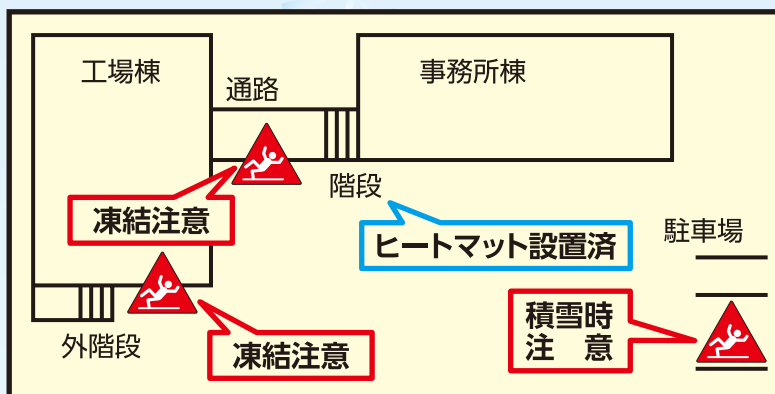 工場棟
通路
事務所棟
階段
凍結注意
ヒートマット設置済
駐車場
外階段
凍結注意
積雪時
注　意